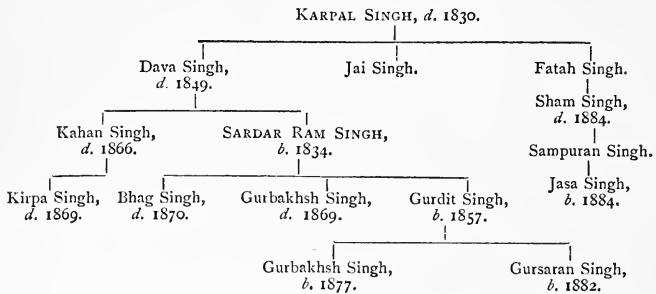 KARPAL SINGH, d. 1830.
Dava Singh, Jai Singh. Fatah Singh.
d. 1849.
Sham Singh,
d. 1884.
Kahan Singh, SARDAR RAM SINGH,
d. 1866. b. 1834.
Sampuran Singh.
Kirpa Singh, Bhag Singh, Gurbakhsh Singh, Gurdit Singh, Jasa Singh,
d. 1869. d. 1870. d. 1869. b. 1857. b. 1884.
Gurbakhsh Singh, Gursaran Singh,
b. 1877. b. 1882.